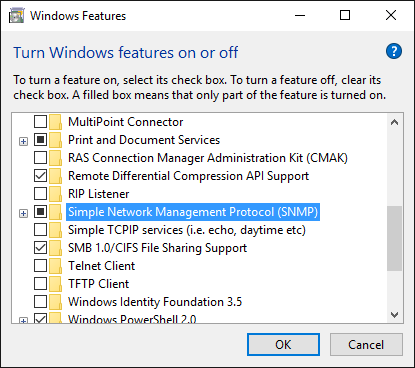 Windows Features
Turn Windows features on or off
?
To turn a feature on, select its check box. To turn a feature off, clear its
check box. A filled box means that only part of the feature is turned on.
MultiPoint Connector
Print and Document Services
RAS Connection Manager Administration Kit (CMAK)
Remote Differential Compression API Support
RIP Listener
Simple Network Management Protocol (SNMP)
Simple TCPIP services (i.e. echo, daytime etc)
SMB 1.0/CIFS File Sharing Support
Telnet Client
TFTP Client
Windows Identity Foundation 3.5
Windows PowerShell 2.0
OK Cancel